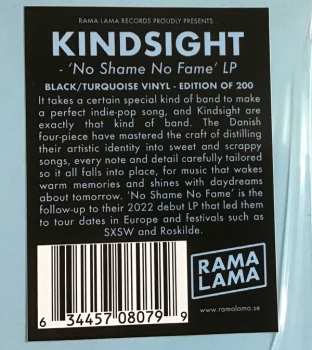 RAMA LAMA RECORDS PROUDLY PRESENTS...
KINDSIGHT
- 'No Shame No Fame' LP
BLACK/TURQUOISE VINYL - EDITION OF 200
It takes a certain special kind of band to make
a perfect indie-pop song, and Kindsight are
exactly that kind of band. The Danish
four-piece have mastered the craft of distilling
their artistic identity into sweet and scrappy
songs, every note and detail carefully tailored
so it all falls into place, for music that wakes
warm memories and shines with daydreams
about tomorrow. 'No Shame No Fame' is the
follow-up to their 2022 debut LP that led them
to tour dates in Europe and festivals such as
SXSW and Roskilde.
6 34457 08079 9
RAMA
LAMA
www.ramalama.se